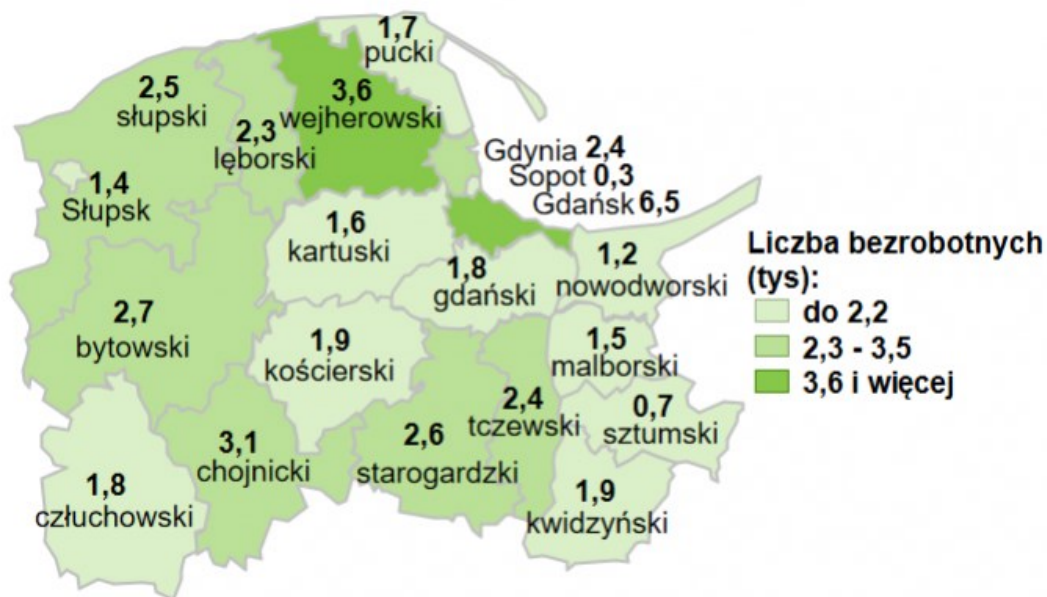 1,7
pucki
2,5
słupski
3,6
wejherowski
2,3
lęborski
Gdynia 2,4
Sopot 0,3
Gdańsk 6,5
1,4
Słupsk
1,6
kartuski
1,8
gdański
1,2
nowodworski
Liczba bezrobotnych
(tys):
do 2,2
2,3 - 3,5
3,6 i więcej
2,7
bytowski
1,9
kościerski
1,5
malborski
2,4
tczewski
0,7
sztumski
3,1
chojnicki
2,6
starogardzki
1,8
człuchowski
1,9
kwidzyński